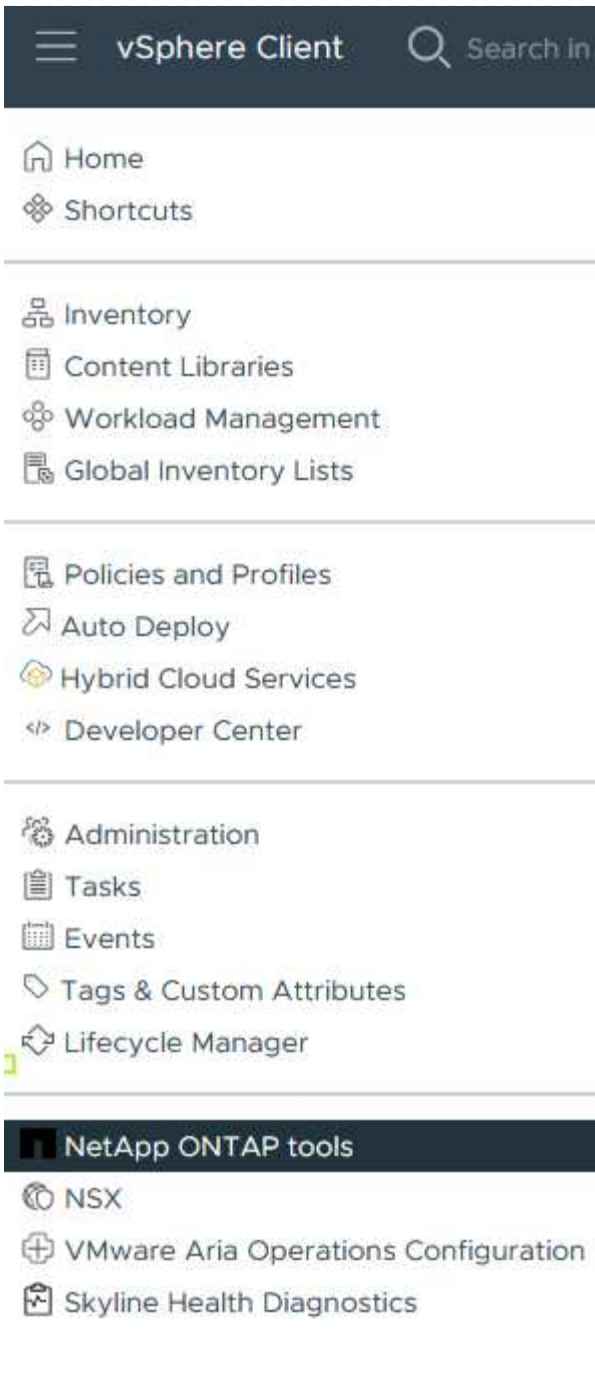 vSphere Client
Search in
Home
Shortcuts
Inventory
Content Libraries
Workload Management
Global Inventory Lists
Policies and Profiles
Auto Deploy
Hybrid Cloud Services
Developer Center
Administration
Tasks
Events
Tags & Custom Attributes
Lifecycle Manager
NetApp ONTAP tools
NSX
VMware Aria Operations Configuration
Skyline Health Diagnostics